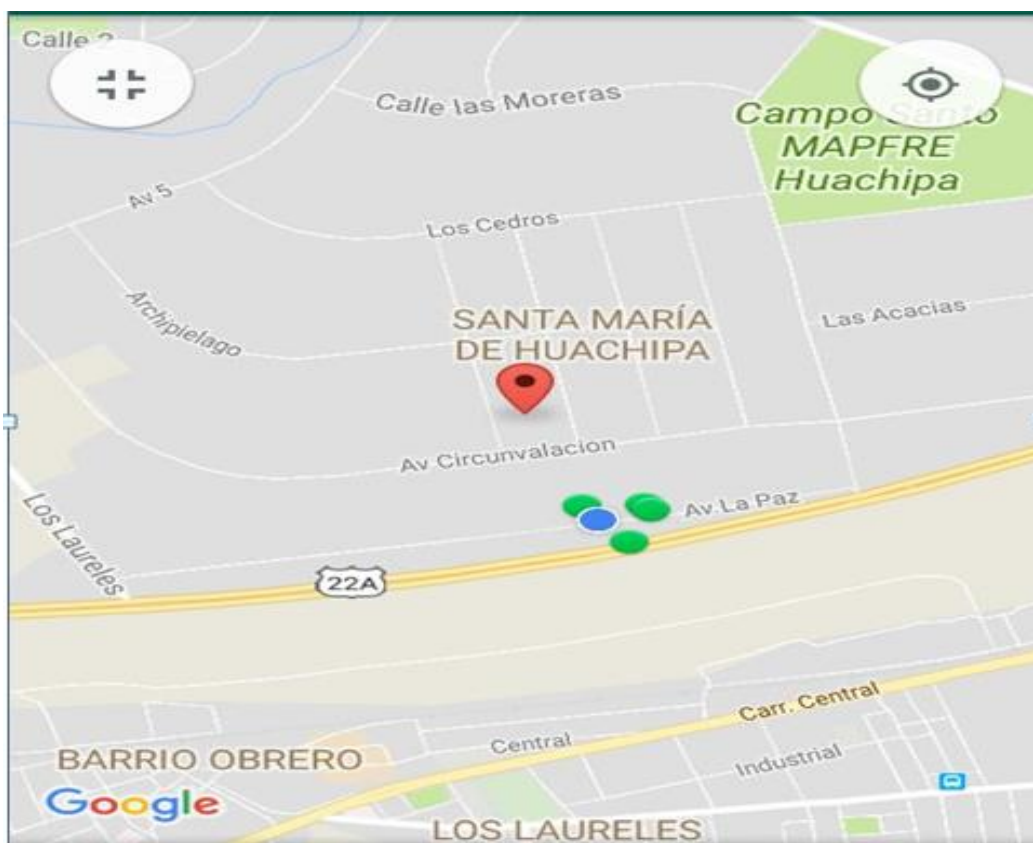 Calle 2
Calle las Moreras
Campo Santo
MAPFRE
Huachipa
Av 5
Los Cedros
Archipielago
SANTA MARÍA
DE HUACHIPA
Las Acacias
Av Circunvalacion
Los Laureles
Av. La Paz
22A
Carr. Central
Central
Industrial
BARRIO OBRERO
Google
LOS LAURELES